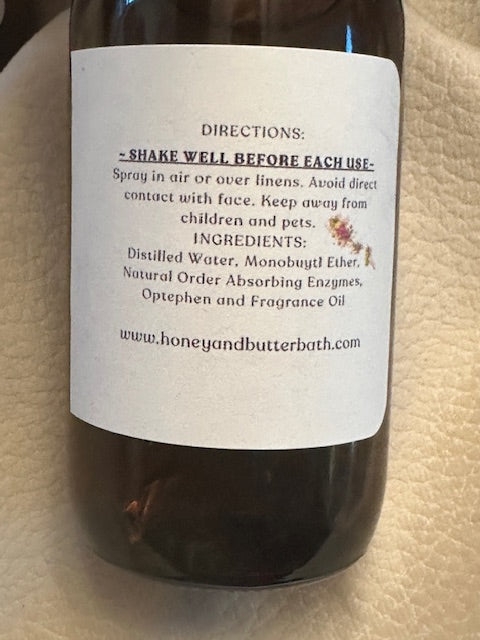 DIRECTIONS:
~ SHAKE WELL BEFORE EACH USE~
Spray in air or over linens. Avoid direct
contact with face. Keep away from
children and pets.
INGREDIENTS:
Distilled Water, Monobuytl Ether,
Natural Order Absorbing Enzymes,
Optephen and Fragrance Oil
www.honeyandbutterbath.com